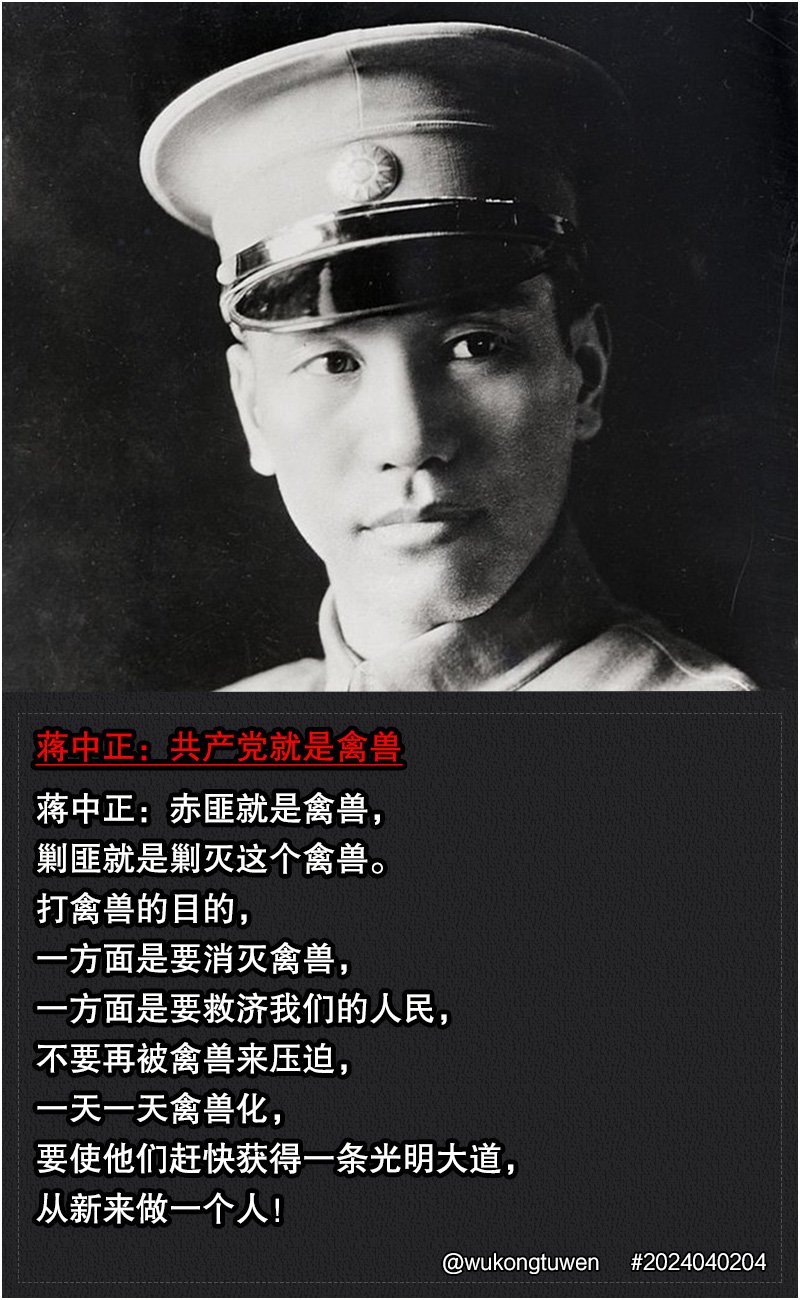 蒋中正：共产党就是禽兽
蒋中正：赤匪就是禽兽，
剿匪就是剿灭这个禽兽。
打禽兽的目的，
一方面是要消灭禽兽，
一方面是要救济我们的人民，
不要再被禽兽来压迫，
一天一天禽兽化，
要使他们赶快获得一条光明大道，
从新来做一个人！
@wukongtuwen #2024040204